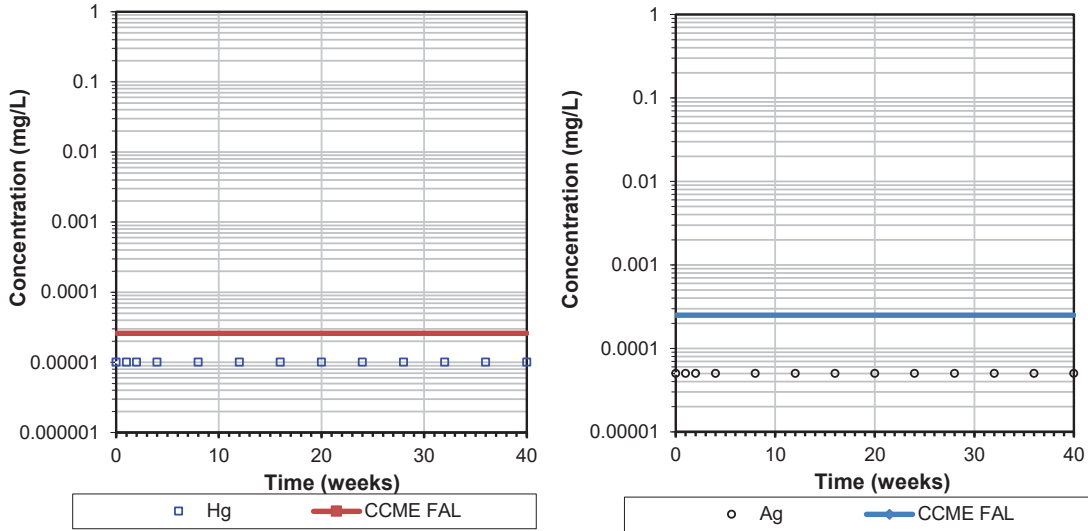 Concentration (mg/L)
1
0.1
0.01
0.001
0.0001
0.00001
0.000001
0 10 20 30 40
Time (weeks)
Hg CCME FAL
Concentration (mg/L)
1
0.1
0.01
0.001
0.0001
0.00001
0 10 20 30 40
Time (weeks)
Ag CCME FAL